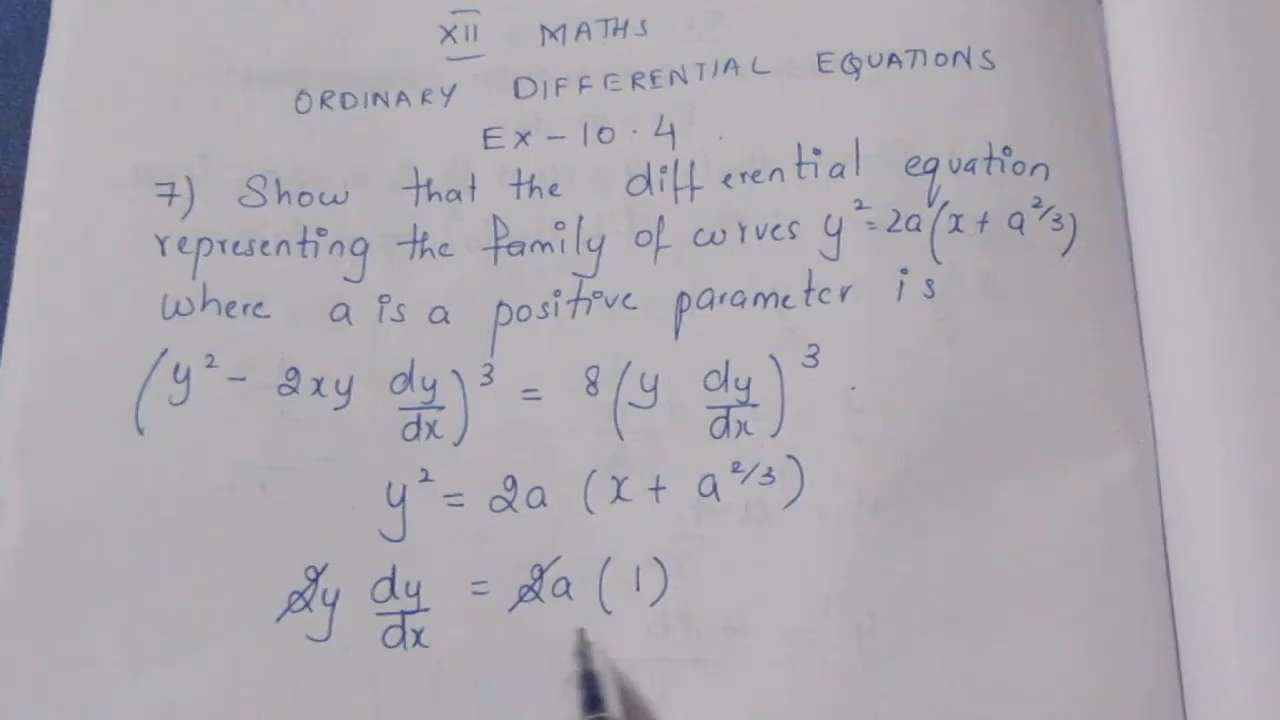 XII MATHS
ORDINARY DIFFERENTIAL EQUATIONS
Ex - 10.4
7) Show that the differential equation
representing the family of curves y² = 2a(x + a^2/3)
where a is a positive parameter is
(y² - 2xy dy/dx)³ = 8(y dy/dx)³.
y² = 2a (x + a^2/3)
2y dy/dx = 2a (1)